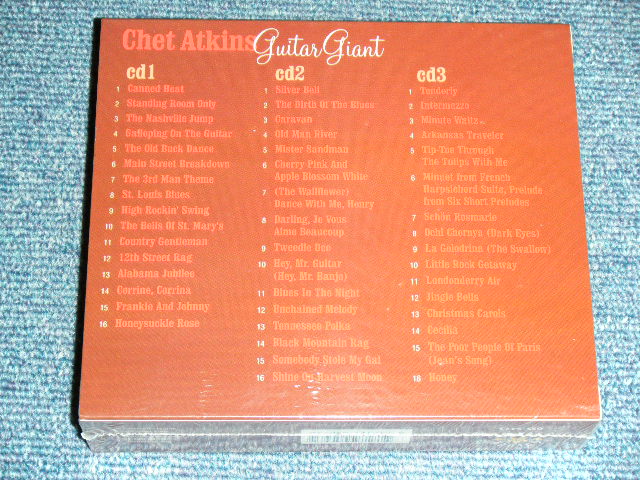 Chet Atkins Guitar Giant
cd1
1 Canned Heat
2 Standing Room Only
3 The Nashville Jump
4 Galloping On The Guitar
5 The Old Buck Dance
6 Main Street Breakdown
7 The 3rd Man Theme
8 St. Louis Blues
9 High Rockin' Swing
10 The Bells Of St. Mary's
11 Country Gentleman
12 12th Street Rag
13 Alabama Jubilee
14 Corrine, Corrina
15 Frankie And Johnny
16 Honeysuckle Rose
cd2
1 Silver Bell
2 The Birth Of The Blues
3 Caravan
4 Old Man River
5 Mister Sandman
6 Cherry Pink And
Apple Blossom White
7 (The Wallflower)
Dance With Me, Henry
8 Darling, Je Vous
Aime Beaucoup
9 Tweedle Dee
10 Hey, Mr. Guitar
(Hey, Mr. Banjo)
11 Blues In The Night
12 Unchained Melody
13 Tennessee Polka
14 Black Mountain Rag
15 Somebody Stole My Gal
16 Shine On Harvest Moon
cd3
1 Tenderly
2 Intermezzo
3 Minute Waltz
4 Arkansas Traveler
5 Tip-Toe Through
The Tulips With Me
6 Minuet from French
Harpsichord Suite, Prelude
from Six Short Preludes
7 Schön Rosmarie
8 Ochi Chernya (Dark Eyes)
9 La Golodrina (The Swallow)
10 Little Rock Getaway
11 Londonderry Air
12 Jingle Bells
13 Christmas Carols
14 Cecilia
15 The Poor People Of Paris
(Jean's Song)
16 Honey